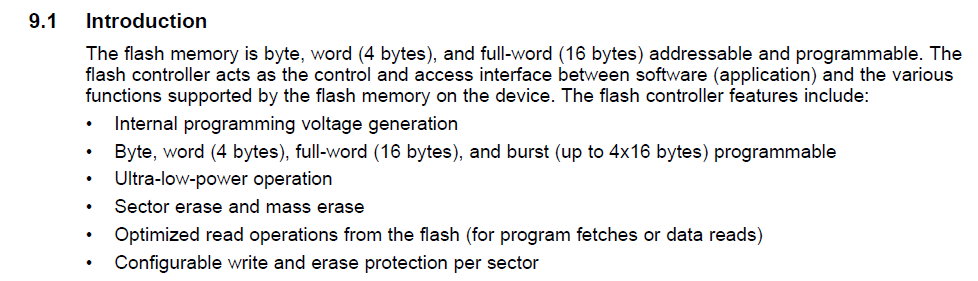 9.1 Introduction
The flash memory is byte, word (4 bytes), and full-word (16 bytes) addressable and programmable. The
flash controller acts as the control and access interface between software (application) and the various
functions supported by the flash memory on the device. The flash controller features include:
• Internal programming voltage generation
• Byte, word (4 bytes), full-word (16 bytes), and burst (up to 4x16 bytes) programmable
• Ultra-low-power operation
• Sector erase and mass erase
• Optimized read operations from the flash (for program fetches or data reads)
• Configurable write and erase protection per sector